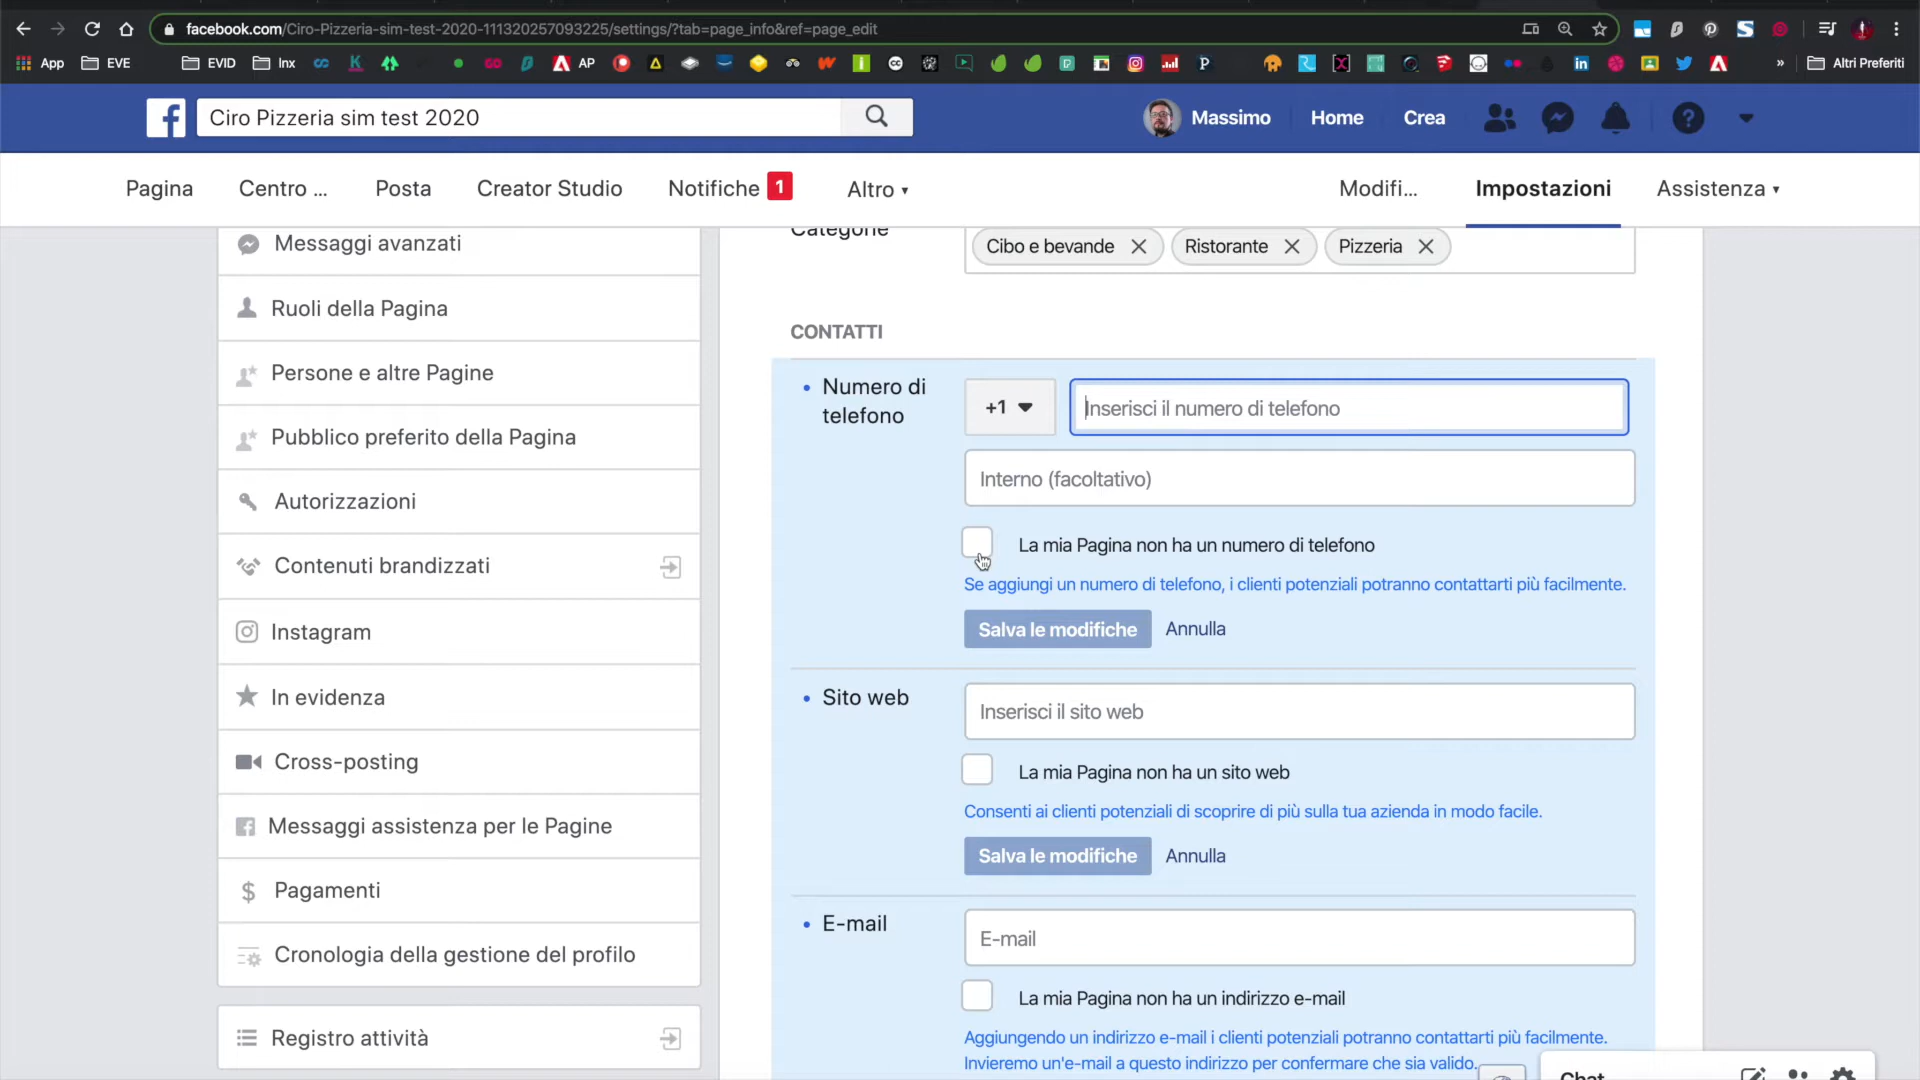 facebook.com/Ciro-Pizzeria-sim-test-2020-111320257093225/settings/?tab=page_info&ref=page_edit
App EVE EVID Inx AP Altri Preferiti
Ciro Pizzeria sim test 2020
Massimo Home Crea
Pagina Centro ... Posta Creator Studio Notifiche 1 Altro Modifi... Impostazioni Assistenza
Messaggi avanzati
Ruoli della Pagina
Persone e altre Pagine
Pubblico preferito della Pagina
Autorizzazioni
Contenuti brandizzati
Instagram
In evidenza
Cross-posting
Messaggi assistenza per le Pagine
Pagamenti
Cronologia della gestione del profilo
Registro attività
Categorie
Cibo e bevande Ristorante Pizzeria
CONTATTI
Numero di
telefono
+1 Inserisci il numero di telefono
Interno (facoltativo)
La mia Pagina non ha un numero di telefono
Se aggiungi un numero di telefono, i clienti potenziali potranno contattarti più facilmente.
Salva le modifiche Annulla
Sito web
Inserisci il sito web
La mia Pagina non ha un sito web
Consenti ai clienti potenziali di scoprire di più sulla tua azienda in modo facile.
Salva le modifiche Annulla
E-mail
E-mail
La mia Pagina non ha un indirizzo e-mail
Aggiungendo un indirizzo e-mail i clienti potenziali potranno contattarti più facilmente.
Invieremo un'e-mail a questo indirizzo per confermare che sia valido.
Chat